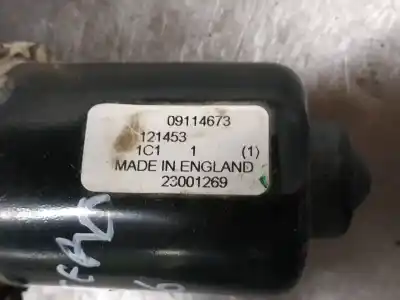 09114673
121453
1C1 1 (1)
MADE IN ENGLAND
23001269